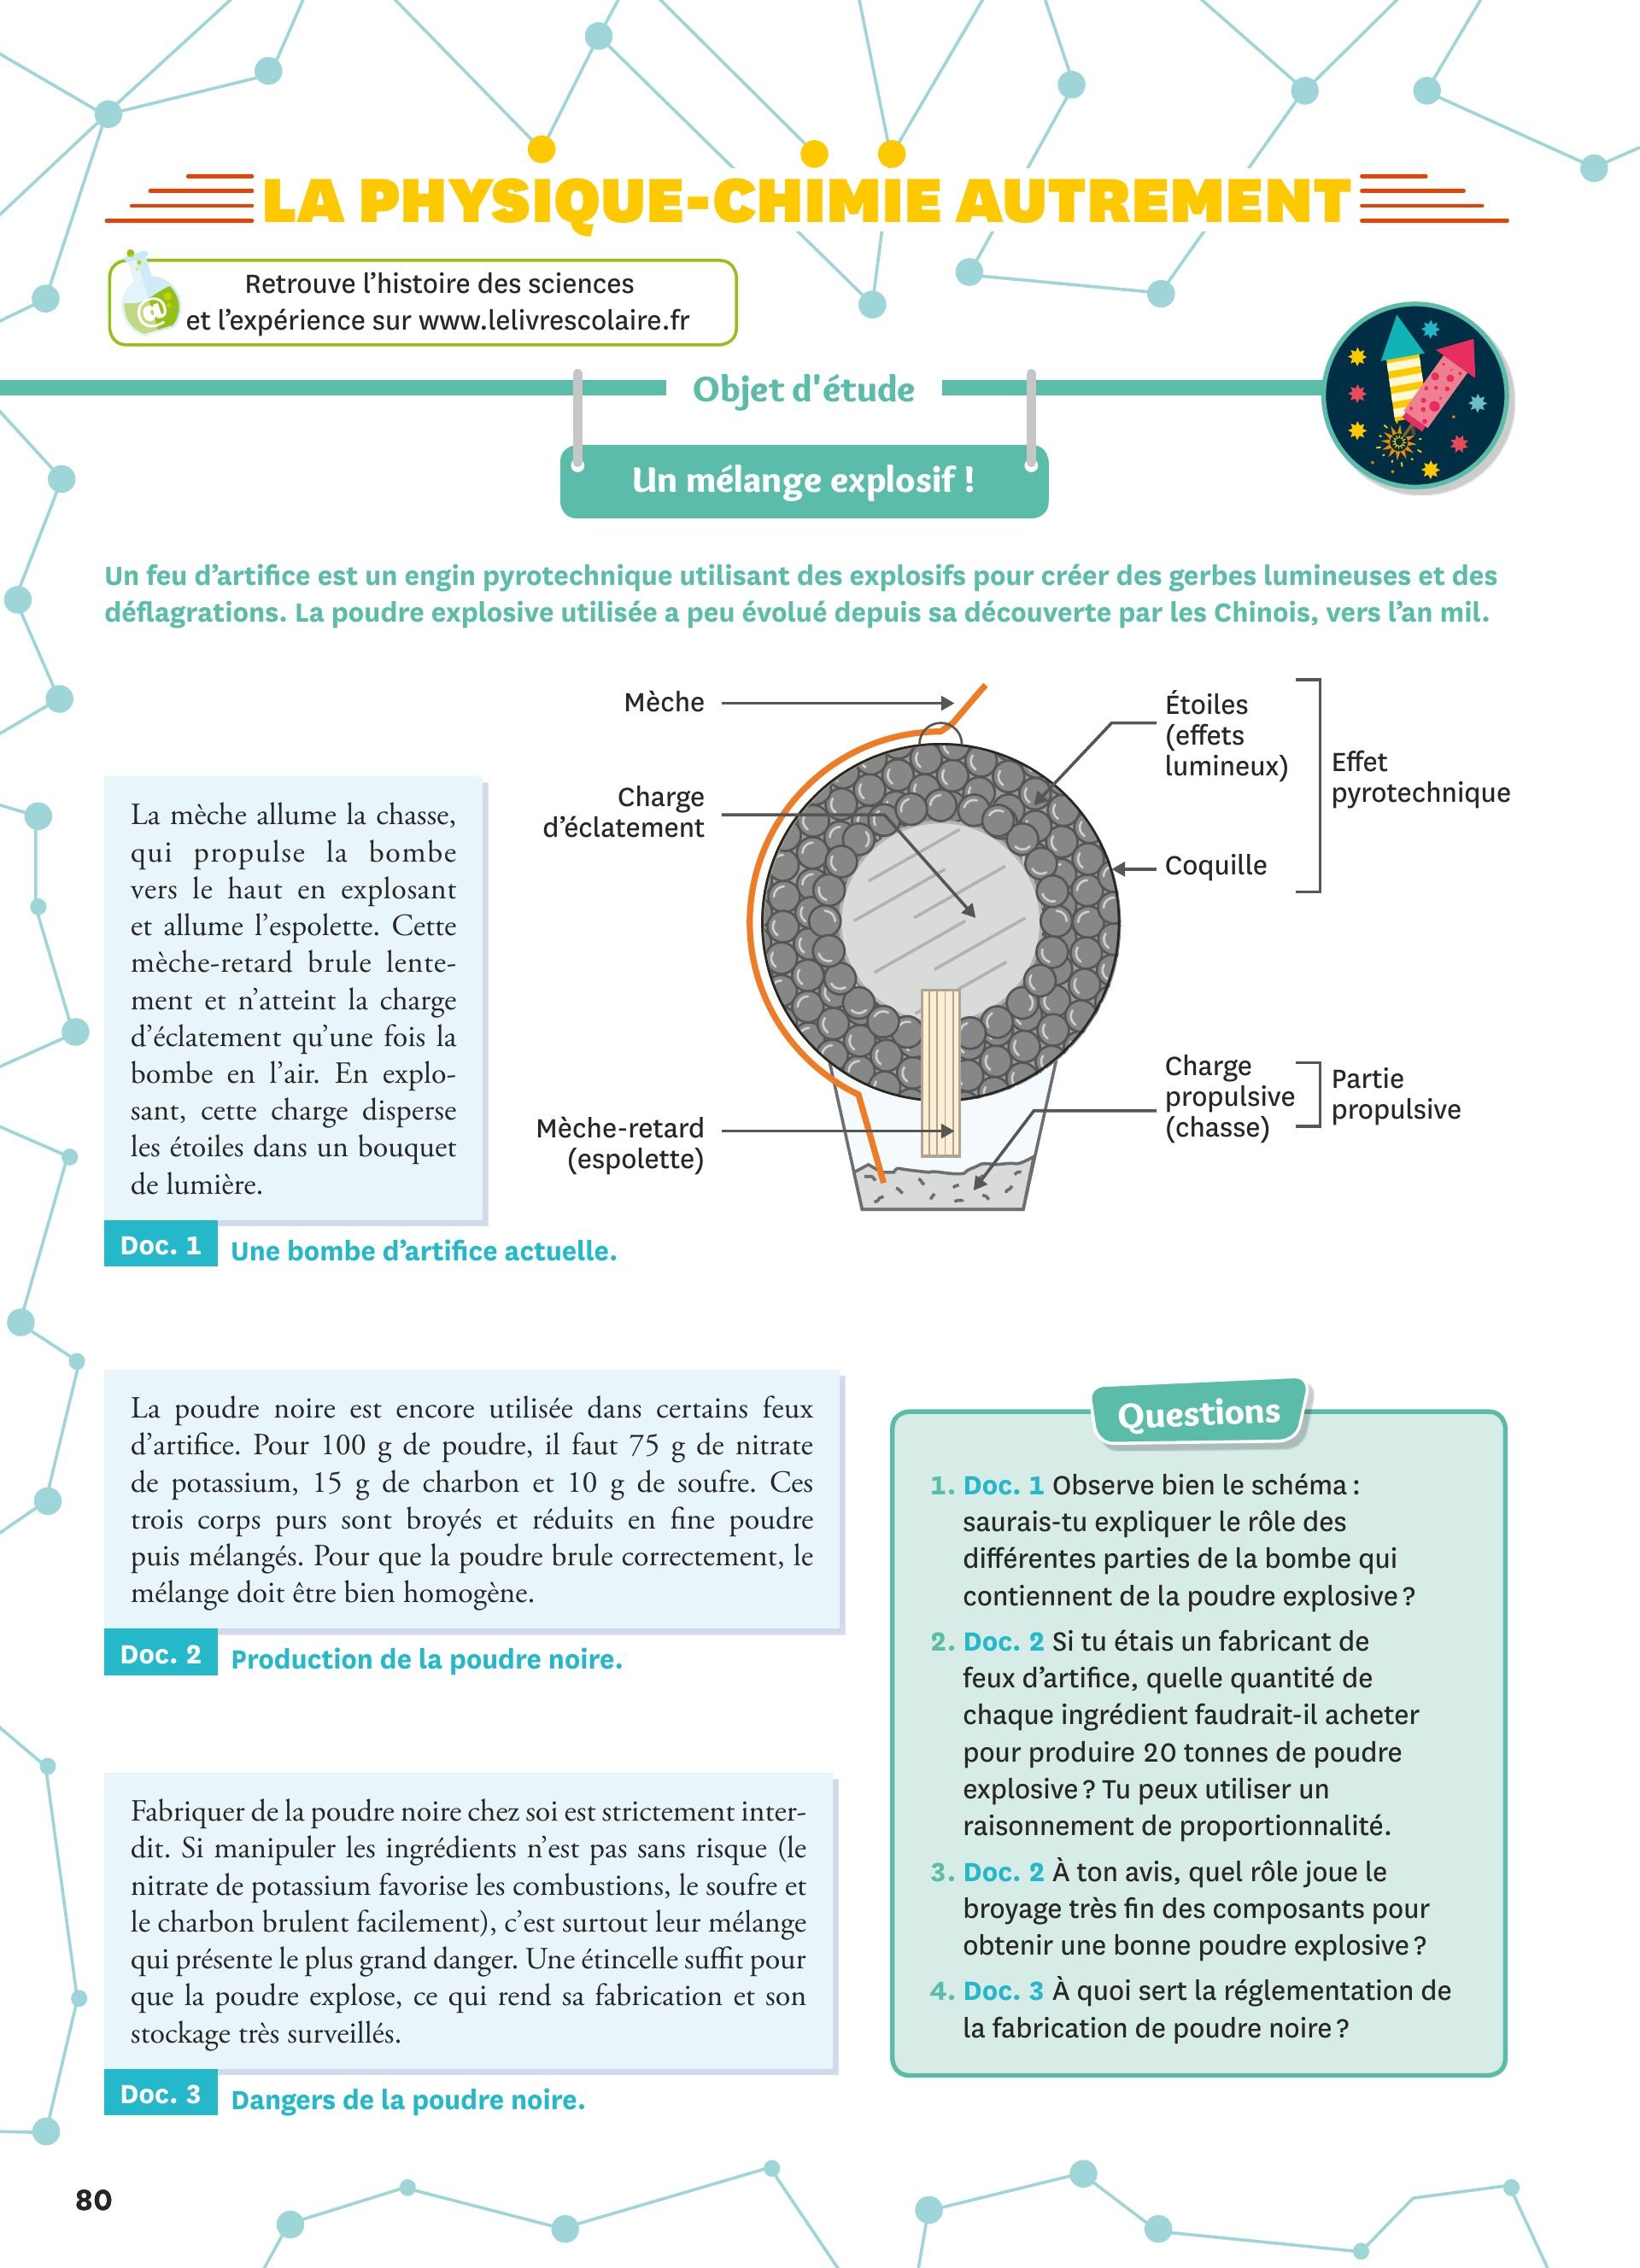 LA PHYSIQUE-CHIMIE AUTREMENT
Retrouve l’histoire des sciences
et l’expérience sur www.lelivrescolaire.fr
@
Objet d'étude
Un mélange explosif !
Un feu d’artifice est un engin pyrotechnique utilisant des explosifs pour créer des gerbes lumineuses et des
déflagrations. La poudre explosive utilisée a peu évolué depuis sa découverte par les Chinois, vers l’an mil.
La mèche allume la chasse,
qui propulse la bombe
vers le haut en explosant
et allume l’espolette. Cette
mèche-retard brule lente-
ment et n’atteint la charge
d’éclatement qu’une fois la
bombe en l’air. En explo-
sant, cette charge disperse
les étoiles dans un bouquet
de lumière.
Mèche
Charge
d’éclatement
Mèche-retard
(espolette)
Étoiles
(effets
lumineux)
Coquille
Effet
pyrotechnique
Charge
propulsive
(chasse)
Partie
propulsive
Doc. 1 Une bombe d’artifice actuelle.
La poudre noire est encore utilisée dans certains feux
d’artifice. Pour 100 g de poudre, il faut 75 g de nitrate
de potassium, 15 g de charbon et 10 g de soufre. Ces
trois corps purs sont broyés et réduits en fine poudre
puis mélangés. Pour que la poudre brule correctement, le
mélange doit être bien homogène.
Doc. 2 Production de la poudre noire.
Fabriquer de la poudre noire chez soi est strictement inter-
dit. Si manipuler les ingrédients n’est pas sans risque (le
nitrate de potassium favorise les combustions, le soufre et
le charbon brulent facilement), c’est surtout leur mélange
qui présente le plus grand danger. Une étincelle suffit pour
que la poudre explose, ce qui rend sa fabrication et son
stockage très surveillés.
Doc. 3 Dangers de la poudre noire.
Questions
1. Doc. 1 Observe bien le schéma :
saurais-tu expliquer le rôle des
différentes parties de la bombe qui
contiennent de la poudre explosive ?
2. Doc. 2 Si tu étais un fabricant de
feux d’artifice, quelle quantité de
chaque ingrédient faudrait-il acheter
pour produire 20 tonnes de poudre
explosive ? Tu peux utiliser un
raisonnement de proportionnalité.
3. Doc. 2 À ton avis, quel rôle joue le
broyage très fin des composants pour
obtenir une bonne poudre explosive ?
4. Doc. 3 À quoi sert la réglementation de
la fabrication de poudre noire ?
80